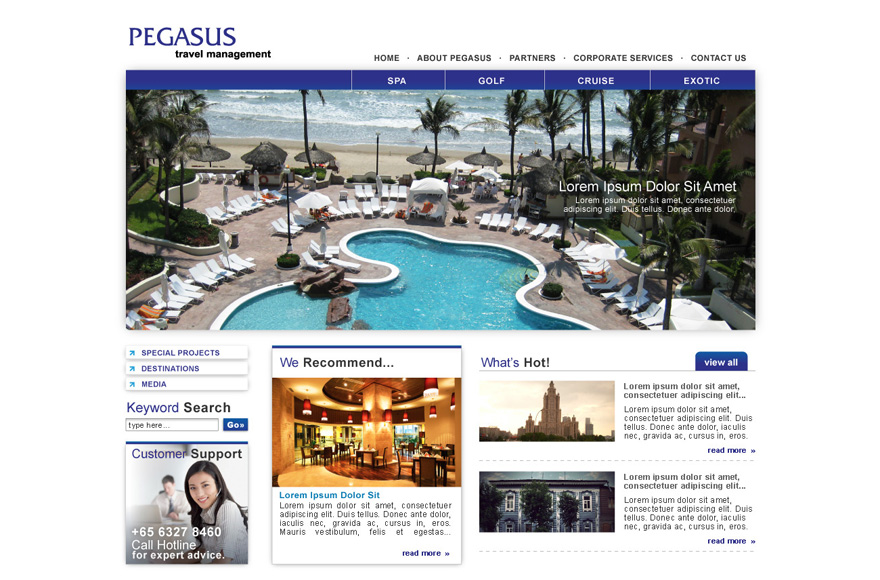 PEGASUS
travel management
HOME · ABOUT PEGASUS · PARTNERS · CORPORATE SERVICES · CONTACT US
SPA GOLF CRUISE EXOTIC
Lorem Ipsum Dolor Sit Amet
Lorem ipsum dolor sit amet, consectetuer
adipiscing elit. Duis tellus. Donec ante dolor.
SPECIAL PROJECTS
DESTINATIONS
MEDIA
Keyword Search
type here... Go»
Customer Support
+65 6327 8460
Call Hotline
for expert advice.
We Recommend...
Lorem Ipsum Dolor Sit
Lorem ipsum dolor sit amet, consectetuer
adipiscing elit. Duis tellus. Donec ante dolor,
iaculis nec, gravida ac, cursus in, eros.
Mauris vestibulum, felis et egestas...
read more »
What's Hot!
view all
Lorem ipsum dolor sit amet,
consectetuer adipiscing elit...
Lorem ipsum dolor sit amet,
consectetuer adipiscing elit. Duis
tellus. Donec ante dolor, iaculis
nec, gravida ac, cursus in, eros.
read more »
Lorem ipsum dolor sit amet,
consectetuer adipiscing elit...
Lorem ipsum dolor sit amet,
consectetuer adipiscing elit. Duis
tellus. Donec ante dolor, iaculis
nec, gravida ac, cursus in, eros.
read more »